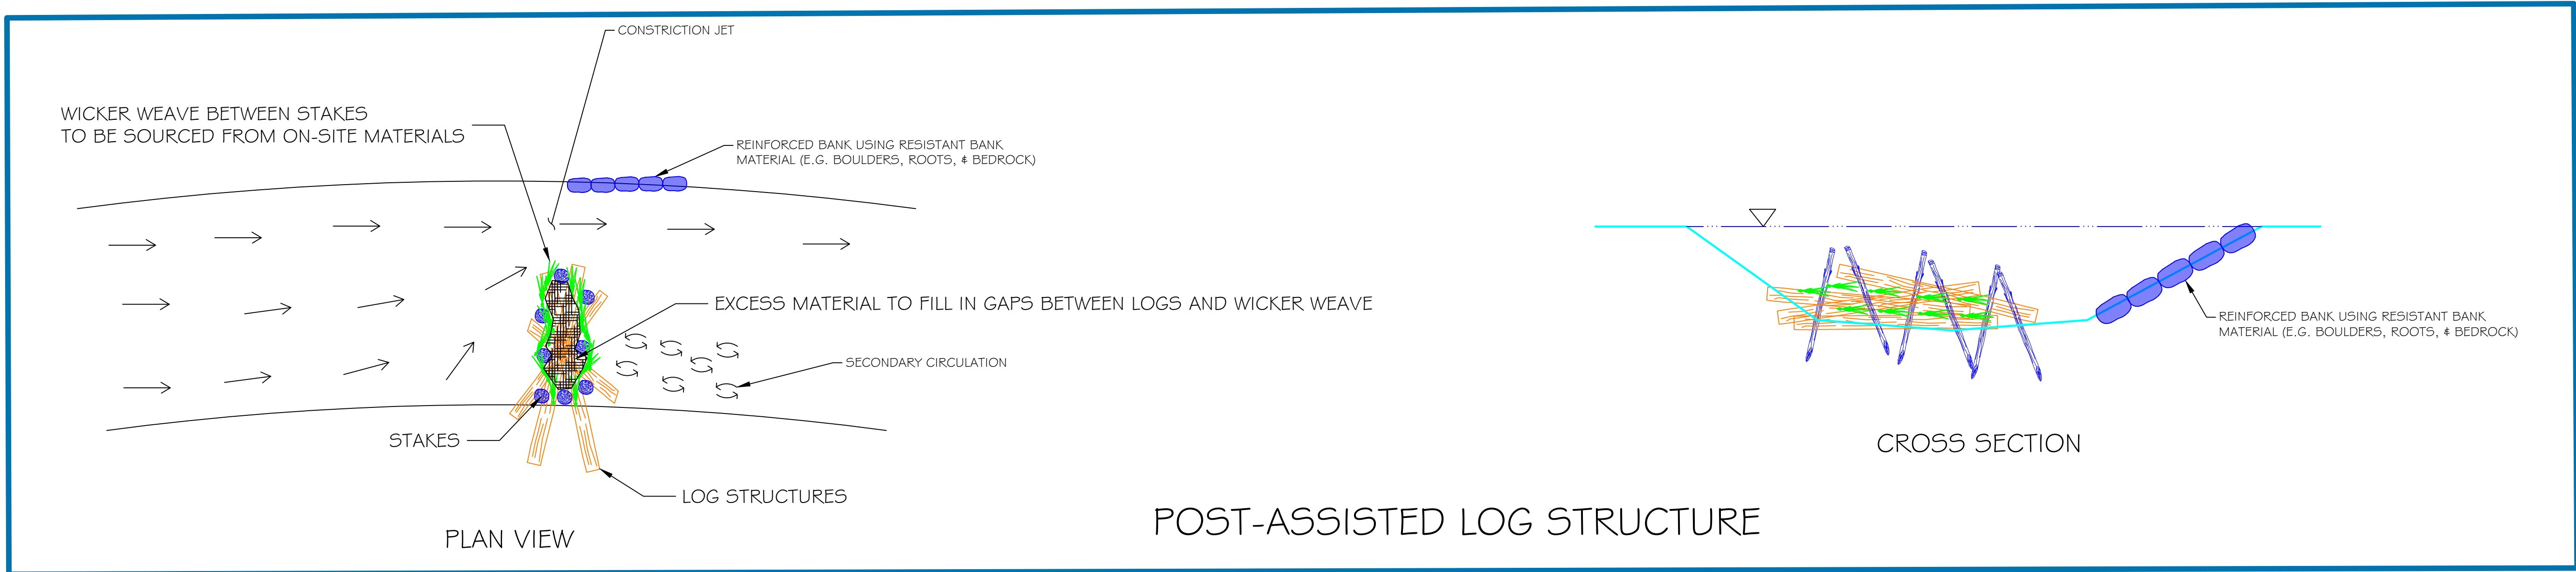 CONSTRICTION JET
WICKER WEAVE BETWEEN STAKES
TO BE SOURCED FROM ON-SITE MATERIALS
REINFORCED BANK USING RESISTANT BANK
MATERIAL (E.G. BOULDERS, ROOTS, & BEDROCK)
EXCESS MATERIAL TO FILL IN GAPS BETWEEN LOGS AND WICKER WEAVE
SECONDARY CIRCULATION
STAKES
LOG STRUCTURES
PLAN VIEW
REINFORCED BANK USING RESISTANT BANK
MATERIAL (E.G. BOULDERS, ROOTS, & BEDROCK)
CROSS SECTION
POST-ASSISTED LOG STRUCTURE